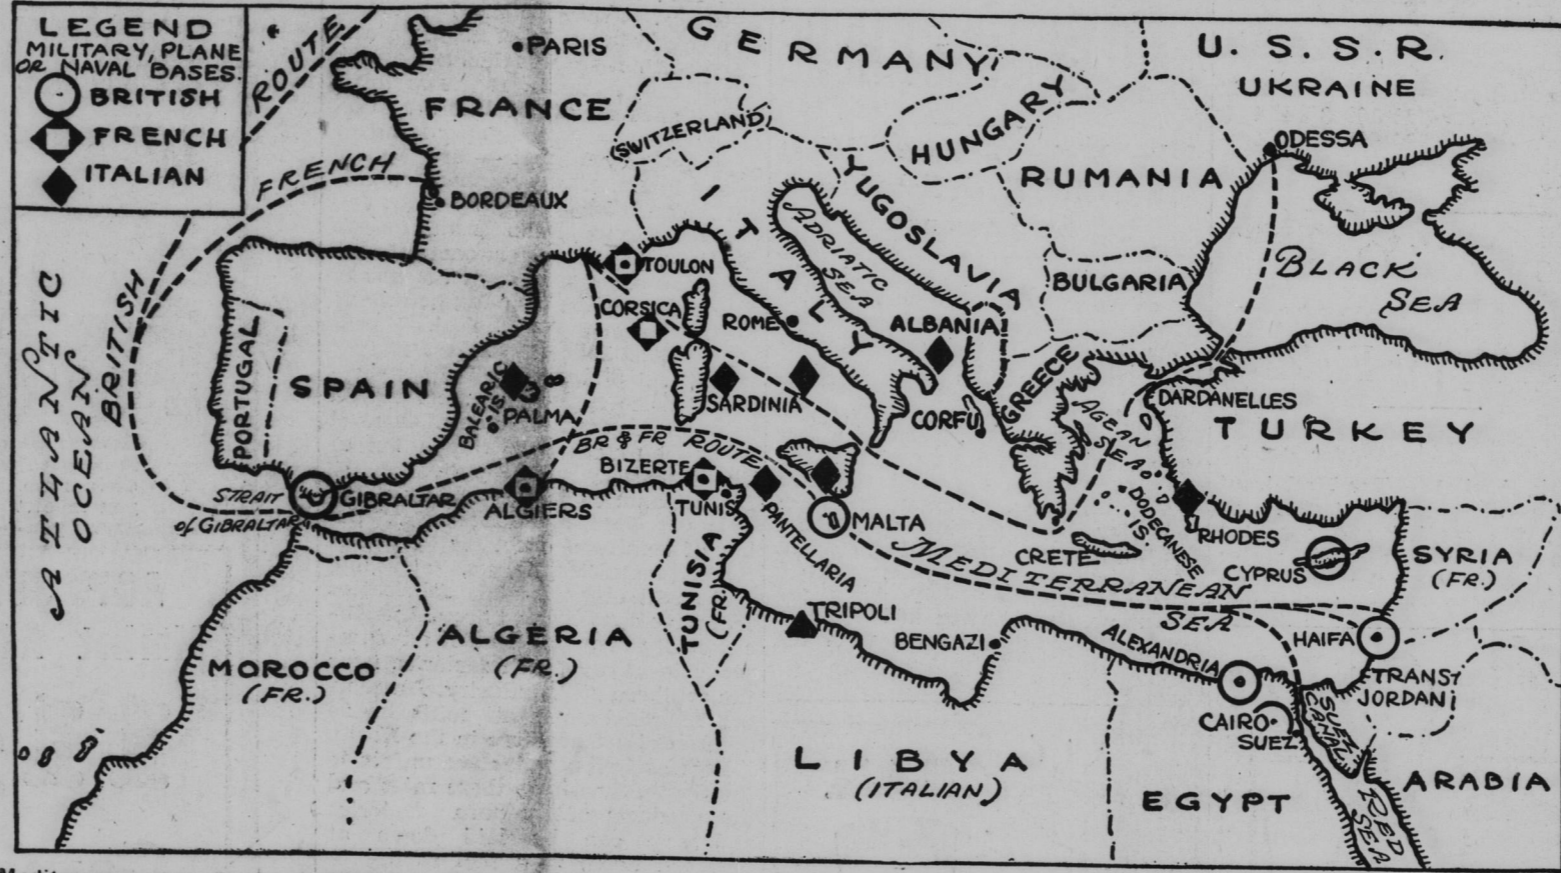 LEGEND
MILITARY, PLANE
OR NAVAL BASES.
BRITISH
FRENCH
ITALIAN
ROUTE
FRENCH
BRITISH
ATLANTIC
OCEAN
PARIS
FRANCE
BORDEAUX
GERMANY
SWITZERLAND
HUNGARY
U.S.S.R.
UKRAINE
ODESSA
RUMANIA
YUGOSLAVIA
ITALY
ADRIATIC
SEA
BULGARIA
BLACK
SEA
TOULON
CORSICA
ROME
ALBANIA
PORTUGAL
SPAIN
BALEARIC
IS.
PALMA
SARDINIA
CORFU
GREECE
AGEAN
SEA
DARDANELLES
TURKEY
BR & FR ROUTE
STRAIT
of GIBRALTAR
GIBRALTAR
ALGIERS
BIZERTE
TUNIS
PANTELLARIA
MALTA
CRETE
DODECANESE
IS.
RHODES
CYPRUS
SYRIA
(FR.)
MEDITERRANEAN
SEA
TUNISIA
(FR.)
TRIPOLI
BENGAZI
ALEXANDRIA
HAIFA
TRANS
JORDAN
MOROCCO
(FR.)
ALGERIA
(FR.)
LIBYA
(ITALIAN)
EGYPT
CAIRO
SUEZ
SUEZ
CANAL
RED
SEA
ARABIA